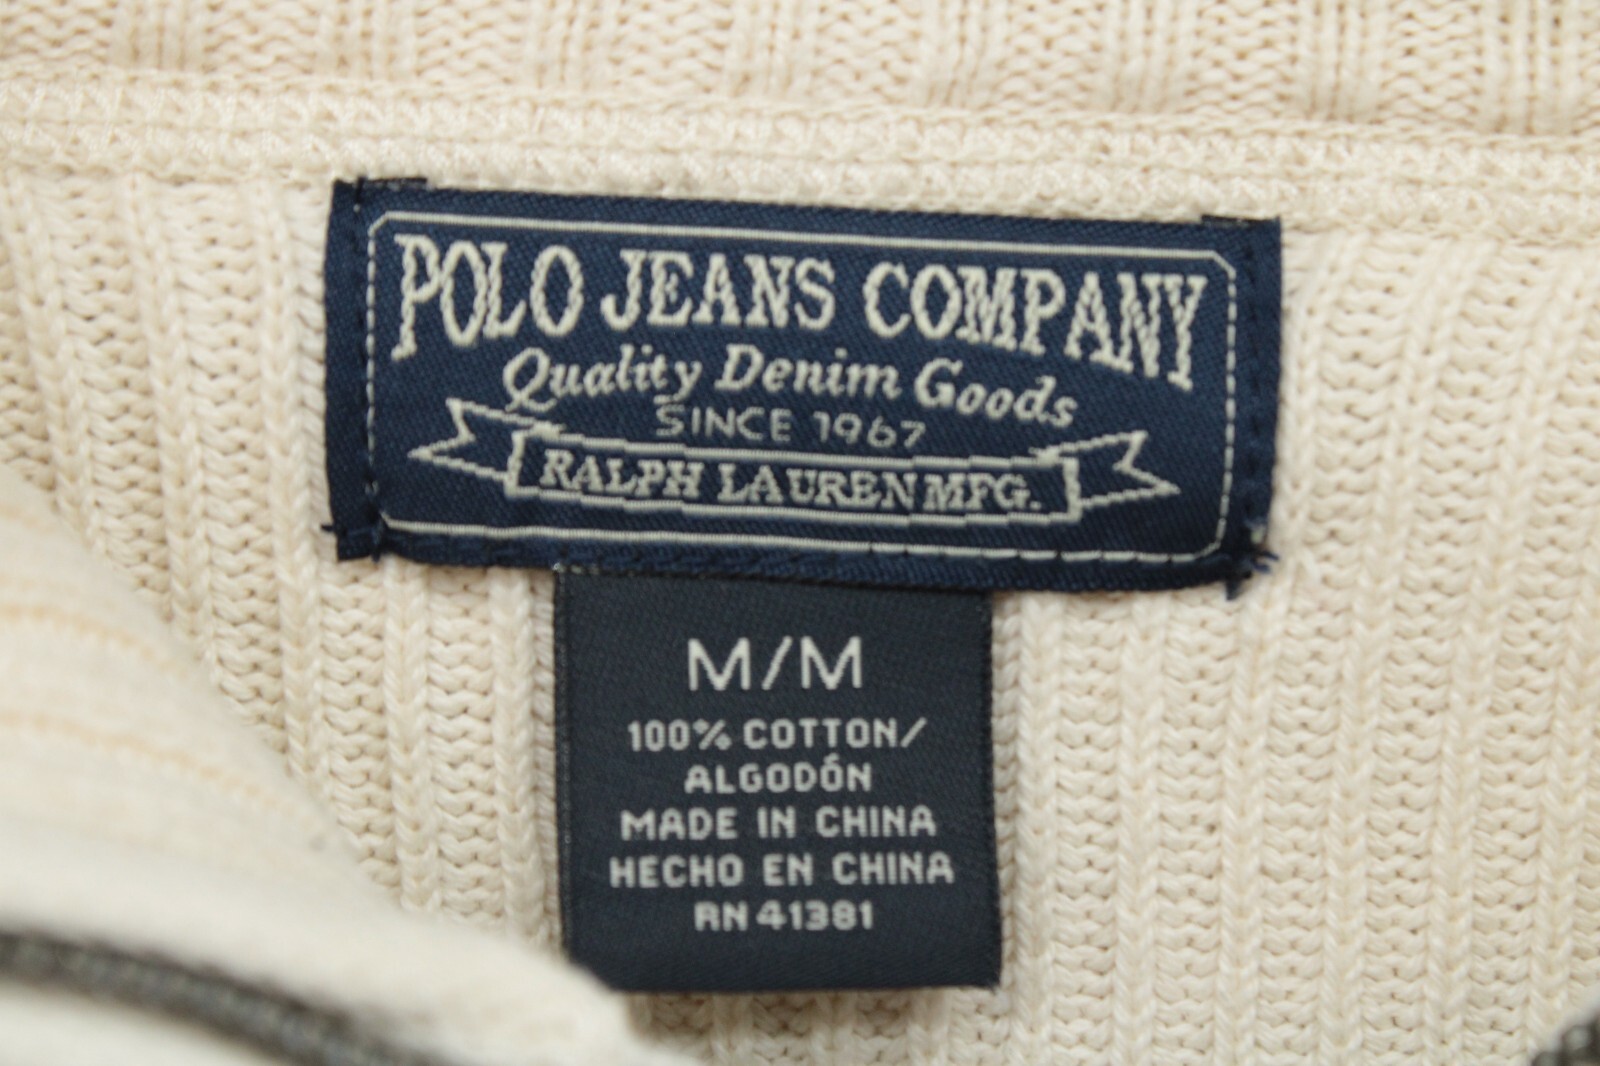 POLO JEANS COMPANY
Quality Denim Goods
SINCE 1967
RALPH LAUREN MFG.
M/M
100% COTTON/
ALGODÓN
MADE IN CHINA
HECHO EN CHINA
RN 41381